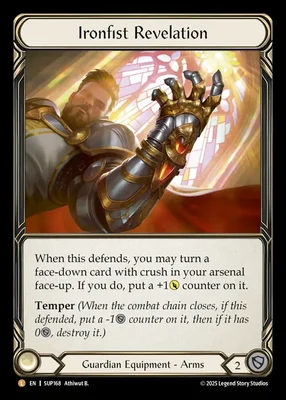 Ironfist Revelation
When this defends, you may turn a
face-down card with crush in your arsenal
face-up. If you do, put a +1 counter on it.
Temper (When the combat chain closes, if this
defended, put a -1 counter on it, then if it has
0, destroy it.)
Guardian Equipment - Arms
2
L EN | SUP168 Athiwut B.
©2025 Legend Story Studios